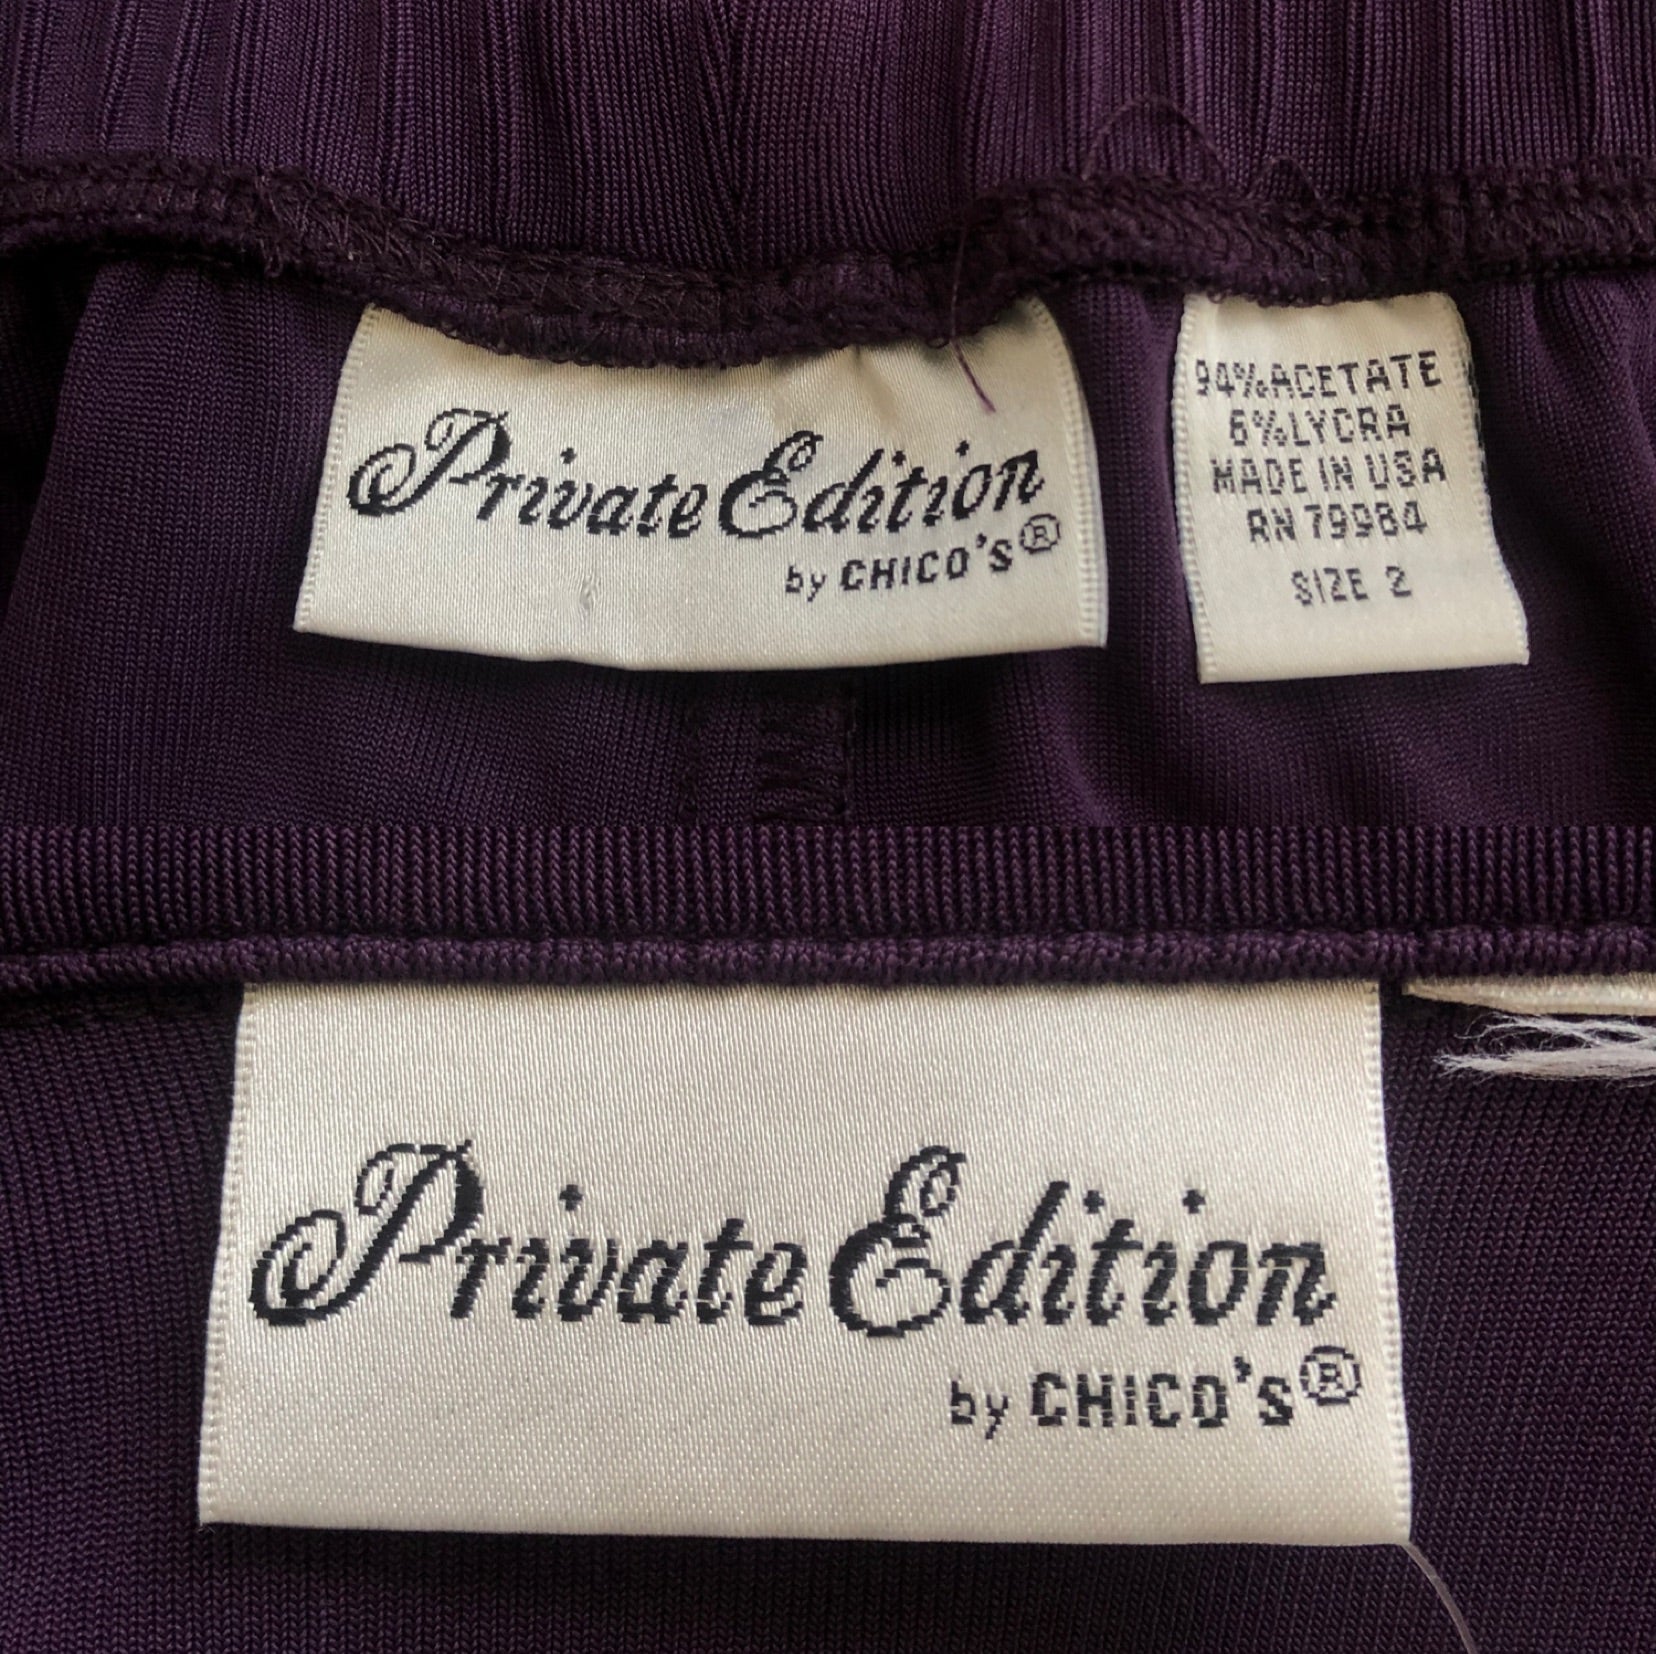 Private Edition
by CHICO'S®
94% ACETATE
6% LYCRA
MADE IN USA
RN 79984
SIZE 2
Private Edition
by CHICO'S®